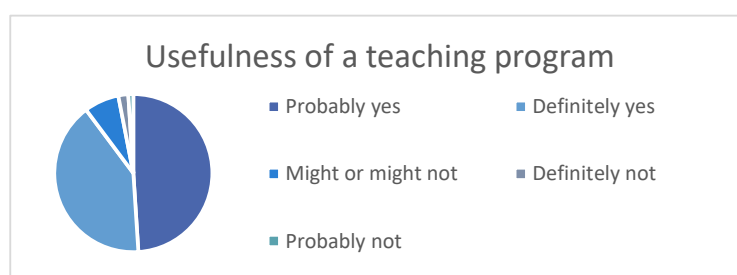 Usefulness of a teaching program
Probably yes
Definitely yes
Might or might not
Definitely not
Probably not